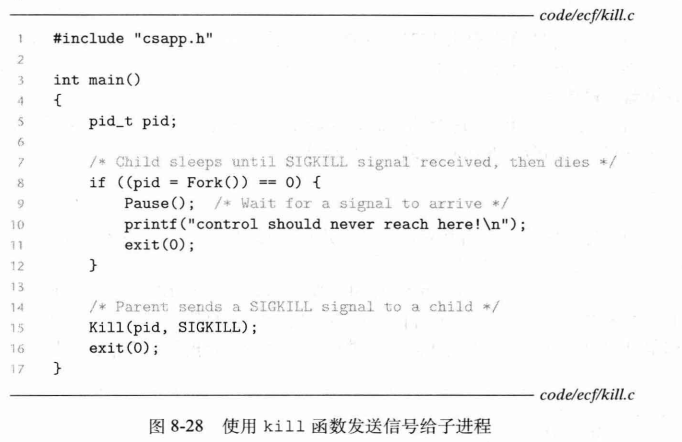 code/ecf/kill.c
1 #include "csapp.h"
2
3 int main()
4 {
5     pid_t pid;
6
7     /* Child sleeps until SIGKILL signal received, then dies */
8     if ((pid = Fork()) == 0) {
9         Pause();  /* Wait for a signal to arrive */
10         printf("control should never reach here!\n");
11         exit(0);
12     }
13
14     /* Parent sends a SIGKILL signal to a child */
15     Kill(pid, SIGKILL);
16     exit(0);
17 }
code/ecf/kill.c
图 8-28 使用 kill 函数发送信号给子进程